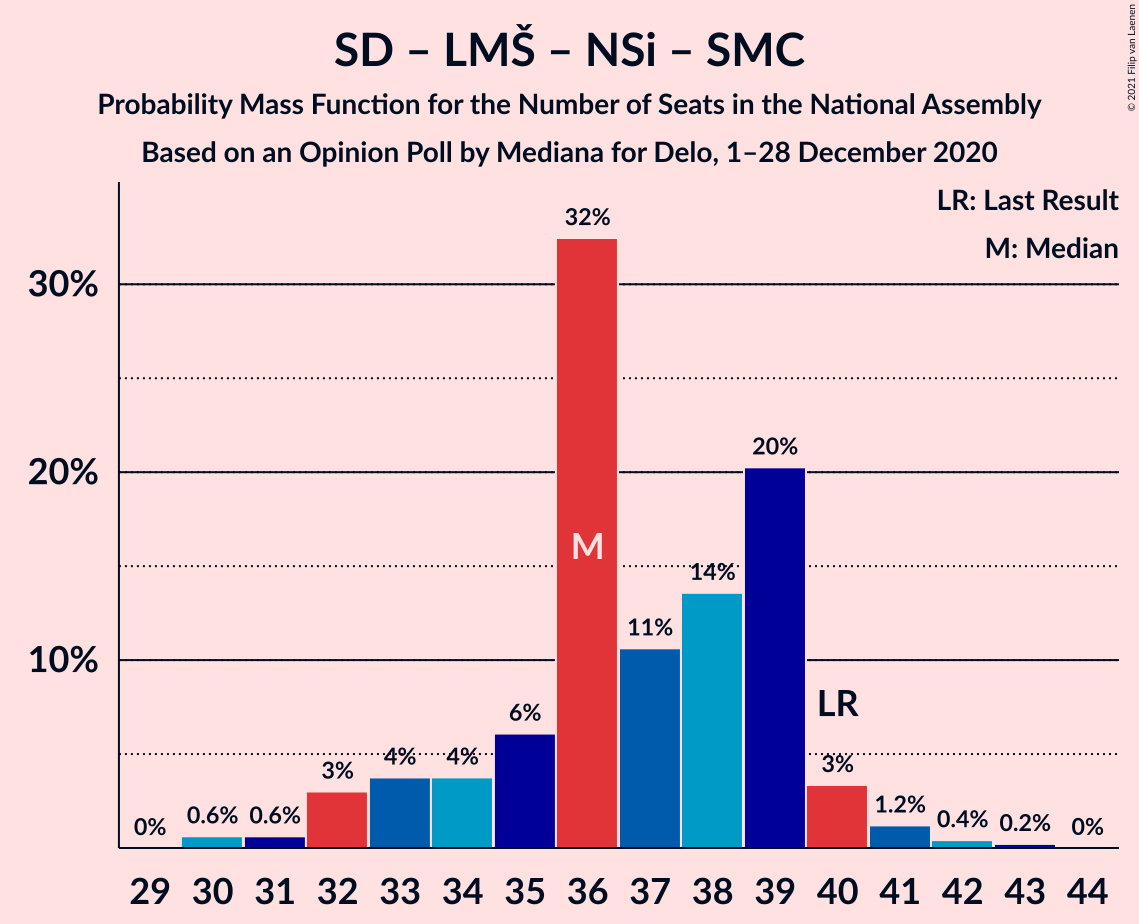 SD – LMŠ – NSi – SMC
Probability Mass Function for the Number of Seats in the National Assembly
Based on an Opinion Poll by Mediana for Delo, 1–28 December 2020
© 2021 Filip van Laenen
LR: Last Result
M: Median
30%
20%
10%
0%
0.6%
0.6%
3%
4%
4%
6%
32%
M
11%
14%
20%
LR
3%
1.2%
0.4%
0.2%
0%
29 30 31 32 33 34 35 36 37 38 39 40 41 42 43 44